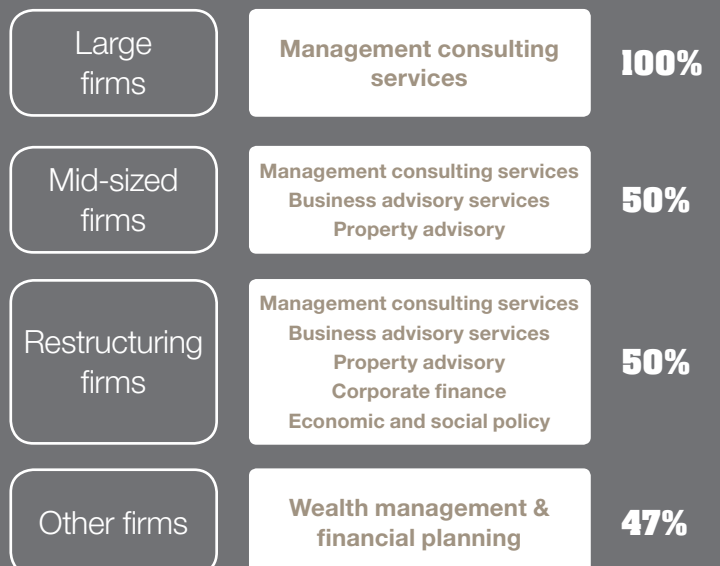 Large
firms
Management consulting
services
100%
Mid-sized
firms
Management consulting services
Business advisory services
Property advisory
50%
Restructuring
firms
Management consulting services
Business advisory services
Property advisory
Corporate finance
Economic and social policy
50%
Other firms
Wealth management &
financial planning
47%